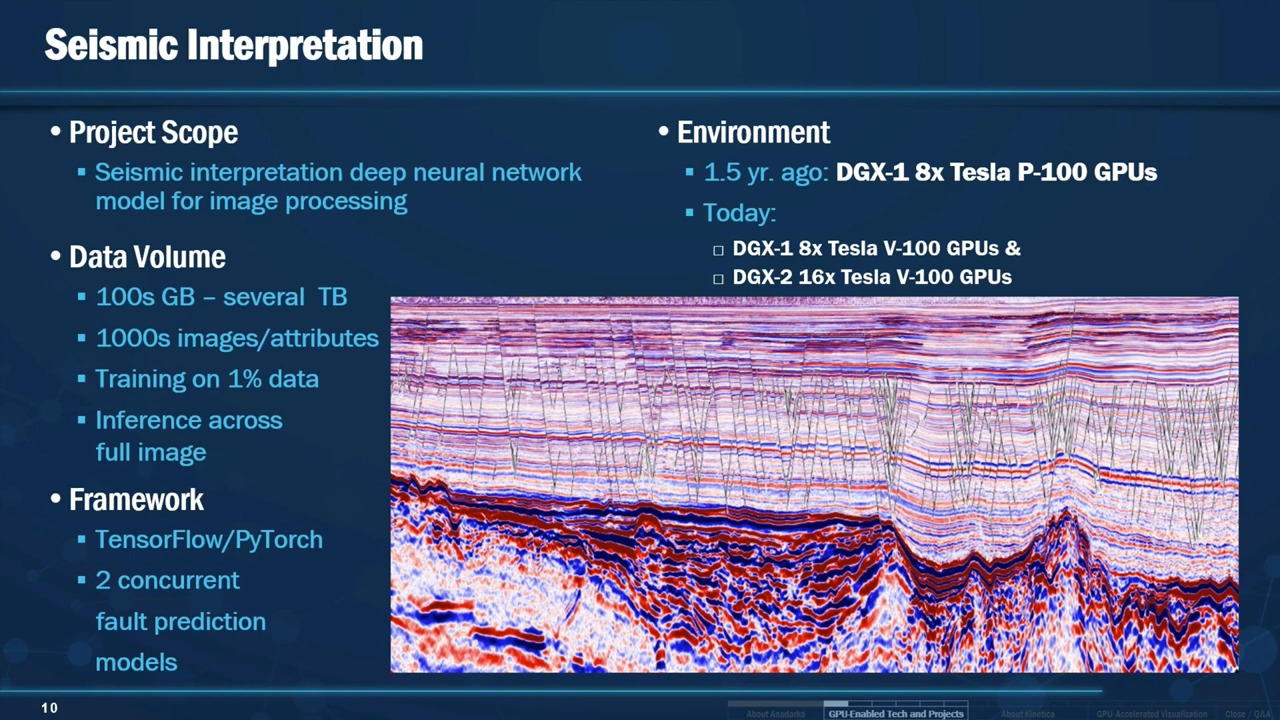 Seismic Interpretation
• Project Scope
▪ Seismic interpretation deep neural network
model for image processing
• Data Volume
▪ 100s GB – several TB
▪ 1000s images/attributes
▪ Training on 1% data
▪ Inference across
full image
• Framework
▪ TensorFlow/PyTorch
▪ 2 concurrent
fault prediction
models
• Environment
▪ 1.5 yr. ago: DGX-1 8x Tesla P-100 GPUs
▪ Today:
□ DGX-1 8x Tesla V-100 GPUs &
□ DGX-2 16x Tesla V-100 GPUs
10
About Anadarko GPU-Enabled Tech and Projects About Kinetica GPU-Accelerated Visualization Close / Q&A